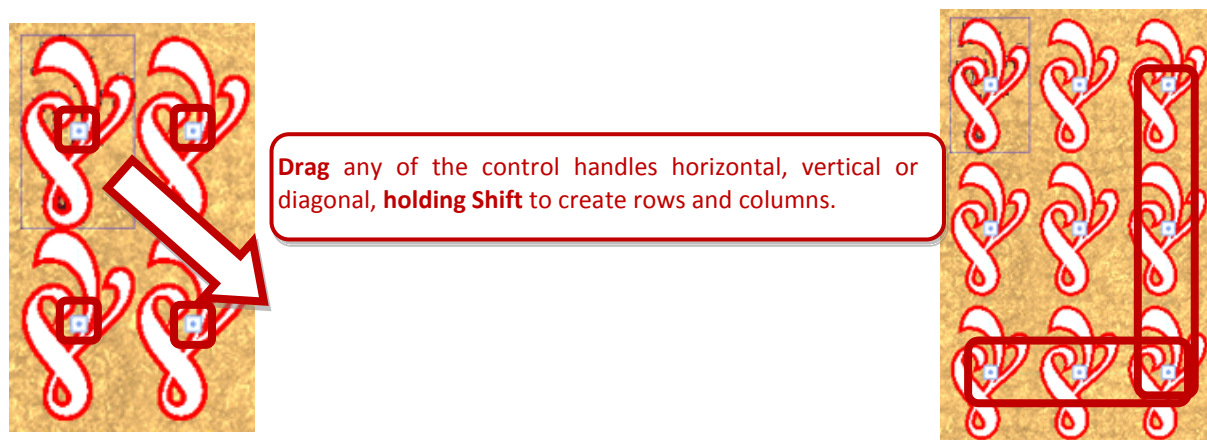 Drag any of the control handles horizontal, vertical or
diagonal, holding Shift to create rows and columns.